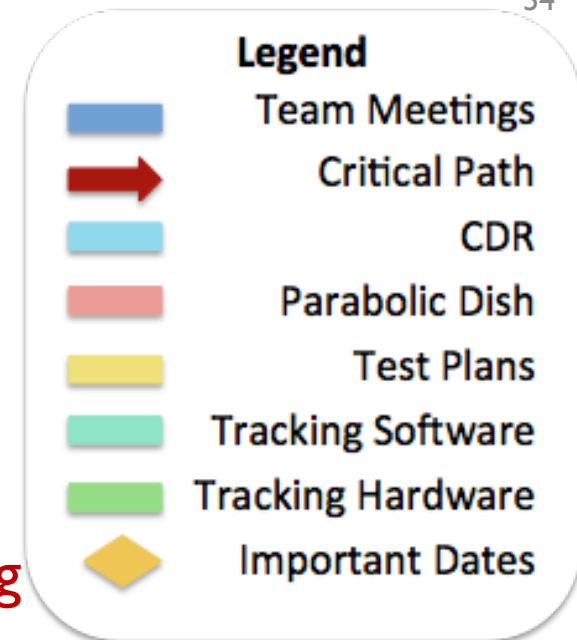 Legend
Team Meetings
Critical Path
CDR
Parabolic Dish
Test Plans
Tracking Software
Tracking Hardware
Important Dates
g